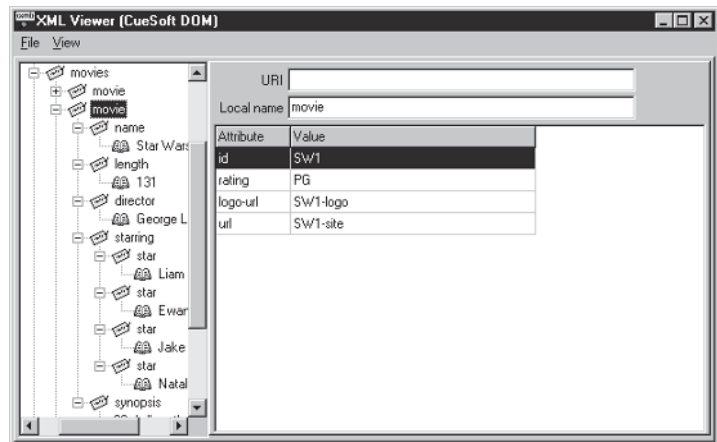 XML Viewer (CueSoft DOM)
File View
movies
movie
movie
name
Star Wars
length
131
director
George L
starring
star
Liam
star
Ewar
star
Jake
star
Natal
synopsis
URI
Local name movie
Attribute Value
id SW1
rating PG
logo-url SW1-logo
url SW1-site